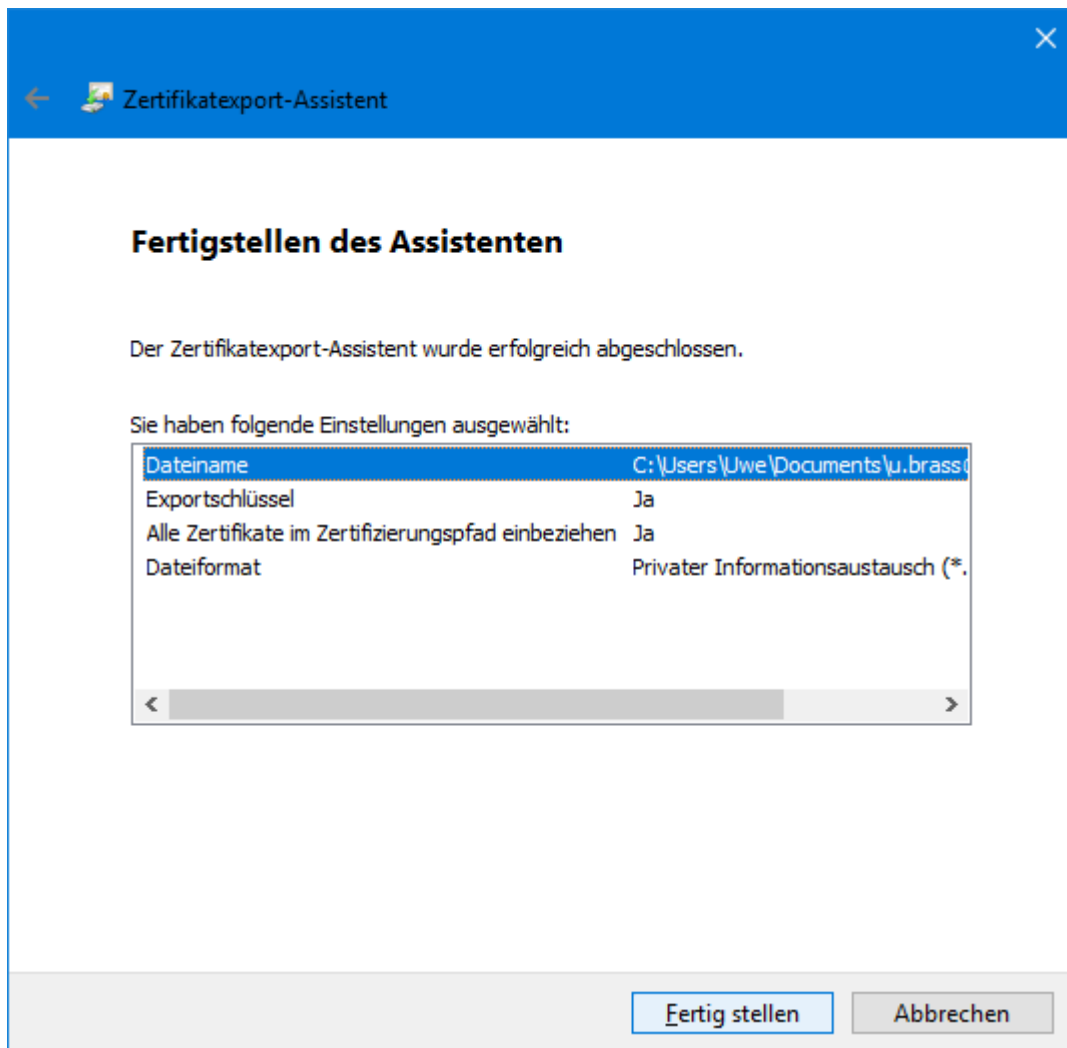 Zertifikatexport-Assistent
Fertigstellen des Assistenten
Der Zertifikatexport-Assistent wurde erfolgreich abgeschlossen.
Sie haben folgende Einstellungen ausgewählt:
Dateiname C:\Users\Uwe\Documents\u.brass
Exportschlüssel Ja
Alle Zertifikate im Zertifizierungspfad einbeziehen Ja
Dateiformat Privater Informationsaustausch (*.
Fertig stellen Abbrechen